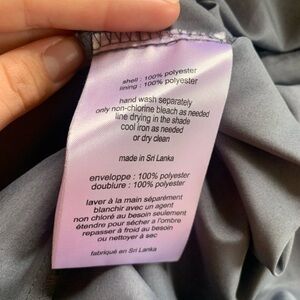 shell : 100% polyester
lining : 100% polyester
hand wash separately
only non-chlorine bleach as needed
line drying in the shade
cool iron as needed
or dry clean
made in Sri Lanka
enveloppe : 100% polyester
doublure : 100% polyester
laver à la main séparément
blanchir avec un agent
non chloré au besoin seulement
étendre pour sécher a l'ombre
repasser à froid au besoin
ou nettoyer à sec
fabriqué en Sri Lanka